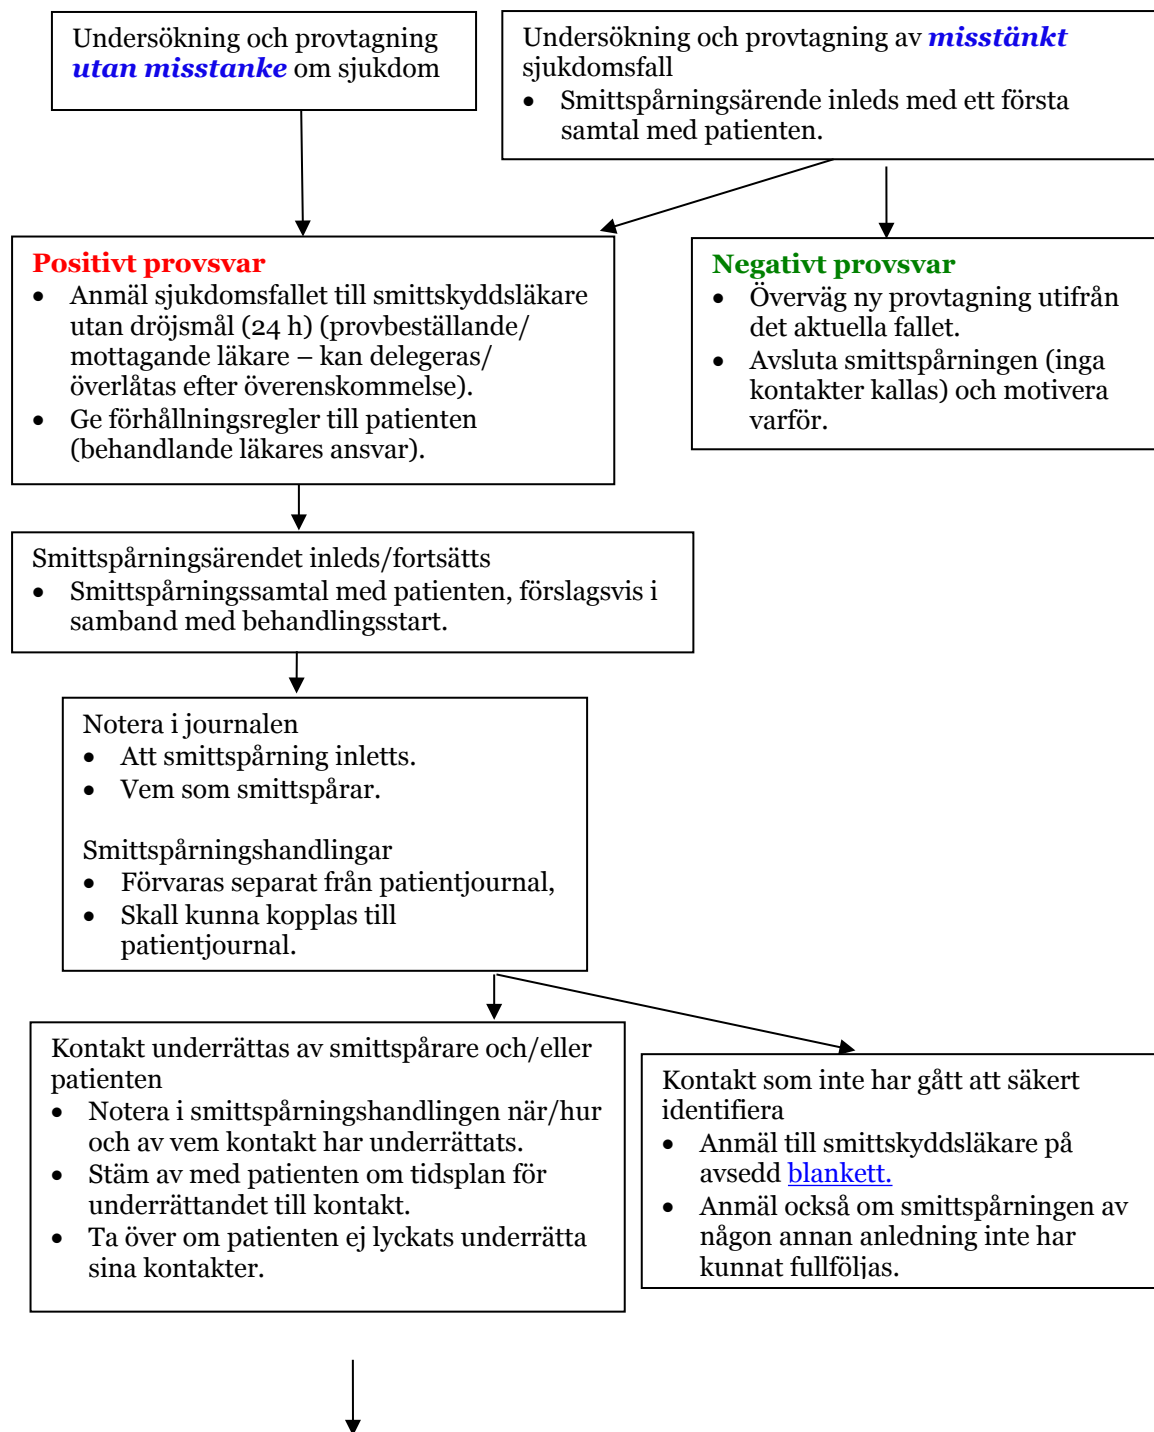 Undersökning och provtagning
utan misstanke om sjukdom
Undersökning och provtagning av misstänkt
sjukdomsfall
• Smittspårningsärende inleds med ett första
samtal med patienten.
Positivt provsvar
• Anmäl sjukdomsfallet till smittskyddsläkare
utan dröjsmål (24 h) (provbeställande/
mottagande läkare – kan delegeras/
överlåtas efter överenskommelse).
• Ge förhållningsregler till patienten
(behandlande läkares ansvar).
Negativt provsvar
• Överväg ny provtagning utifrån
det aktuella fallet.
• Avsluta smittspårningen (inga
kontakter kallas) och motivera
varför.
Smittspårningsärendet inleds/fortsätts
• Smittspårningssamtal med patienten, förslagsvis i
samband med behandlingsstart.
Notera i journalen
• Att smittspårning inletts.
• Vem som smittspårar.
Smittspårningshandlingar
• Förvaras separat från patientjournal,
• Skall kunna kopplas till
patientjournal.
Kontakt underrättas av smittspårare och/eller
patienten
• Notera i smittspårningshandlingen när/hur
och av vem kontakt har underrättats.
• Stäm av med patienten om tidsplan för
underrättandet till kontakt.
• Ta över om patienten ej lyckats underrätta
sina kontakter.
Kontakt som inte har gått att säkert
identifiera
• Anmäl till smittskyddsläkare på
avsedd blankett.
• Anmäl också om smittspårningen av
någon annan anledning inte har
kunnat fullföljas.